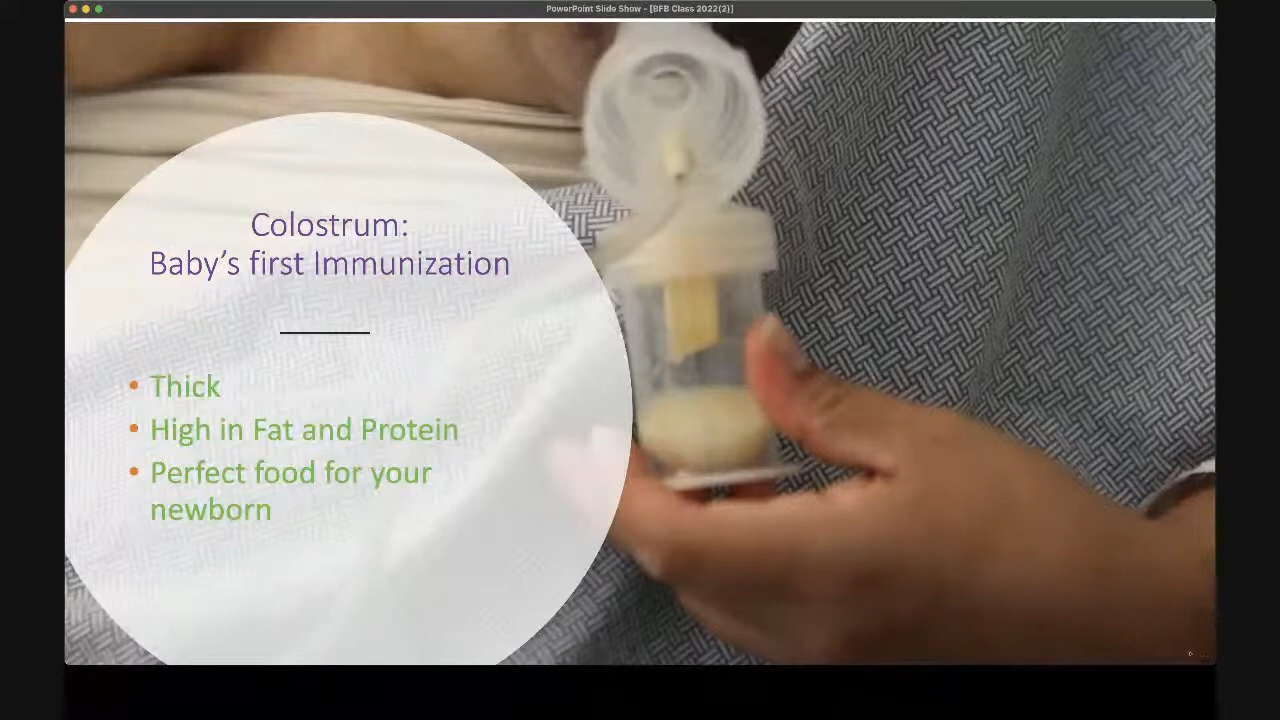 PowerPoint Slide Show - [BFB Class 2022(2)]
Colostrum:
Baby's first Immunization
• Thick
• High in Fat and Protein
• Perfect food for your
newborn